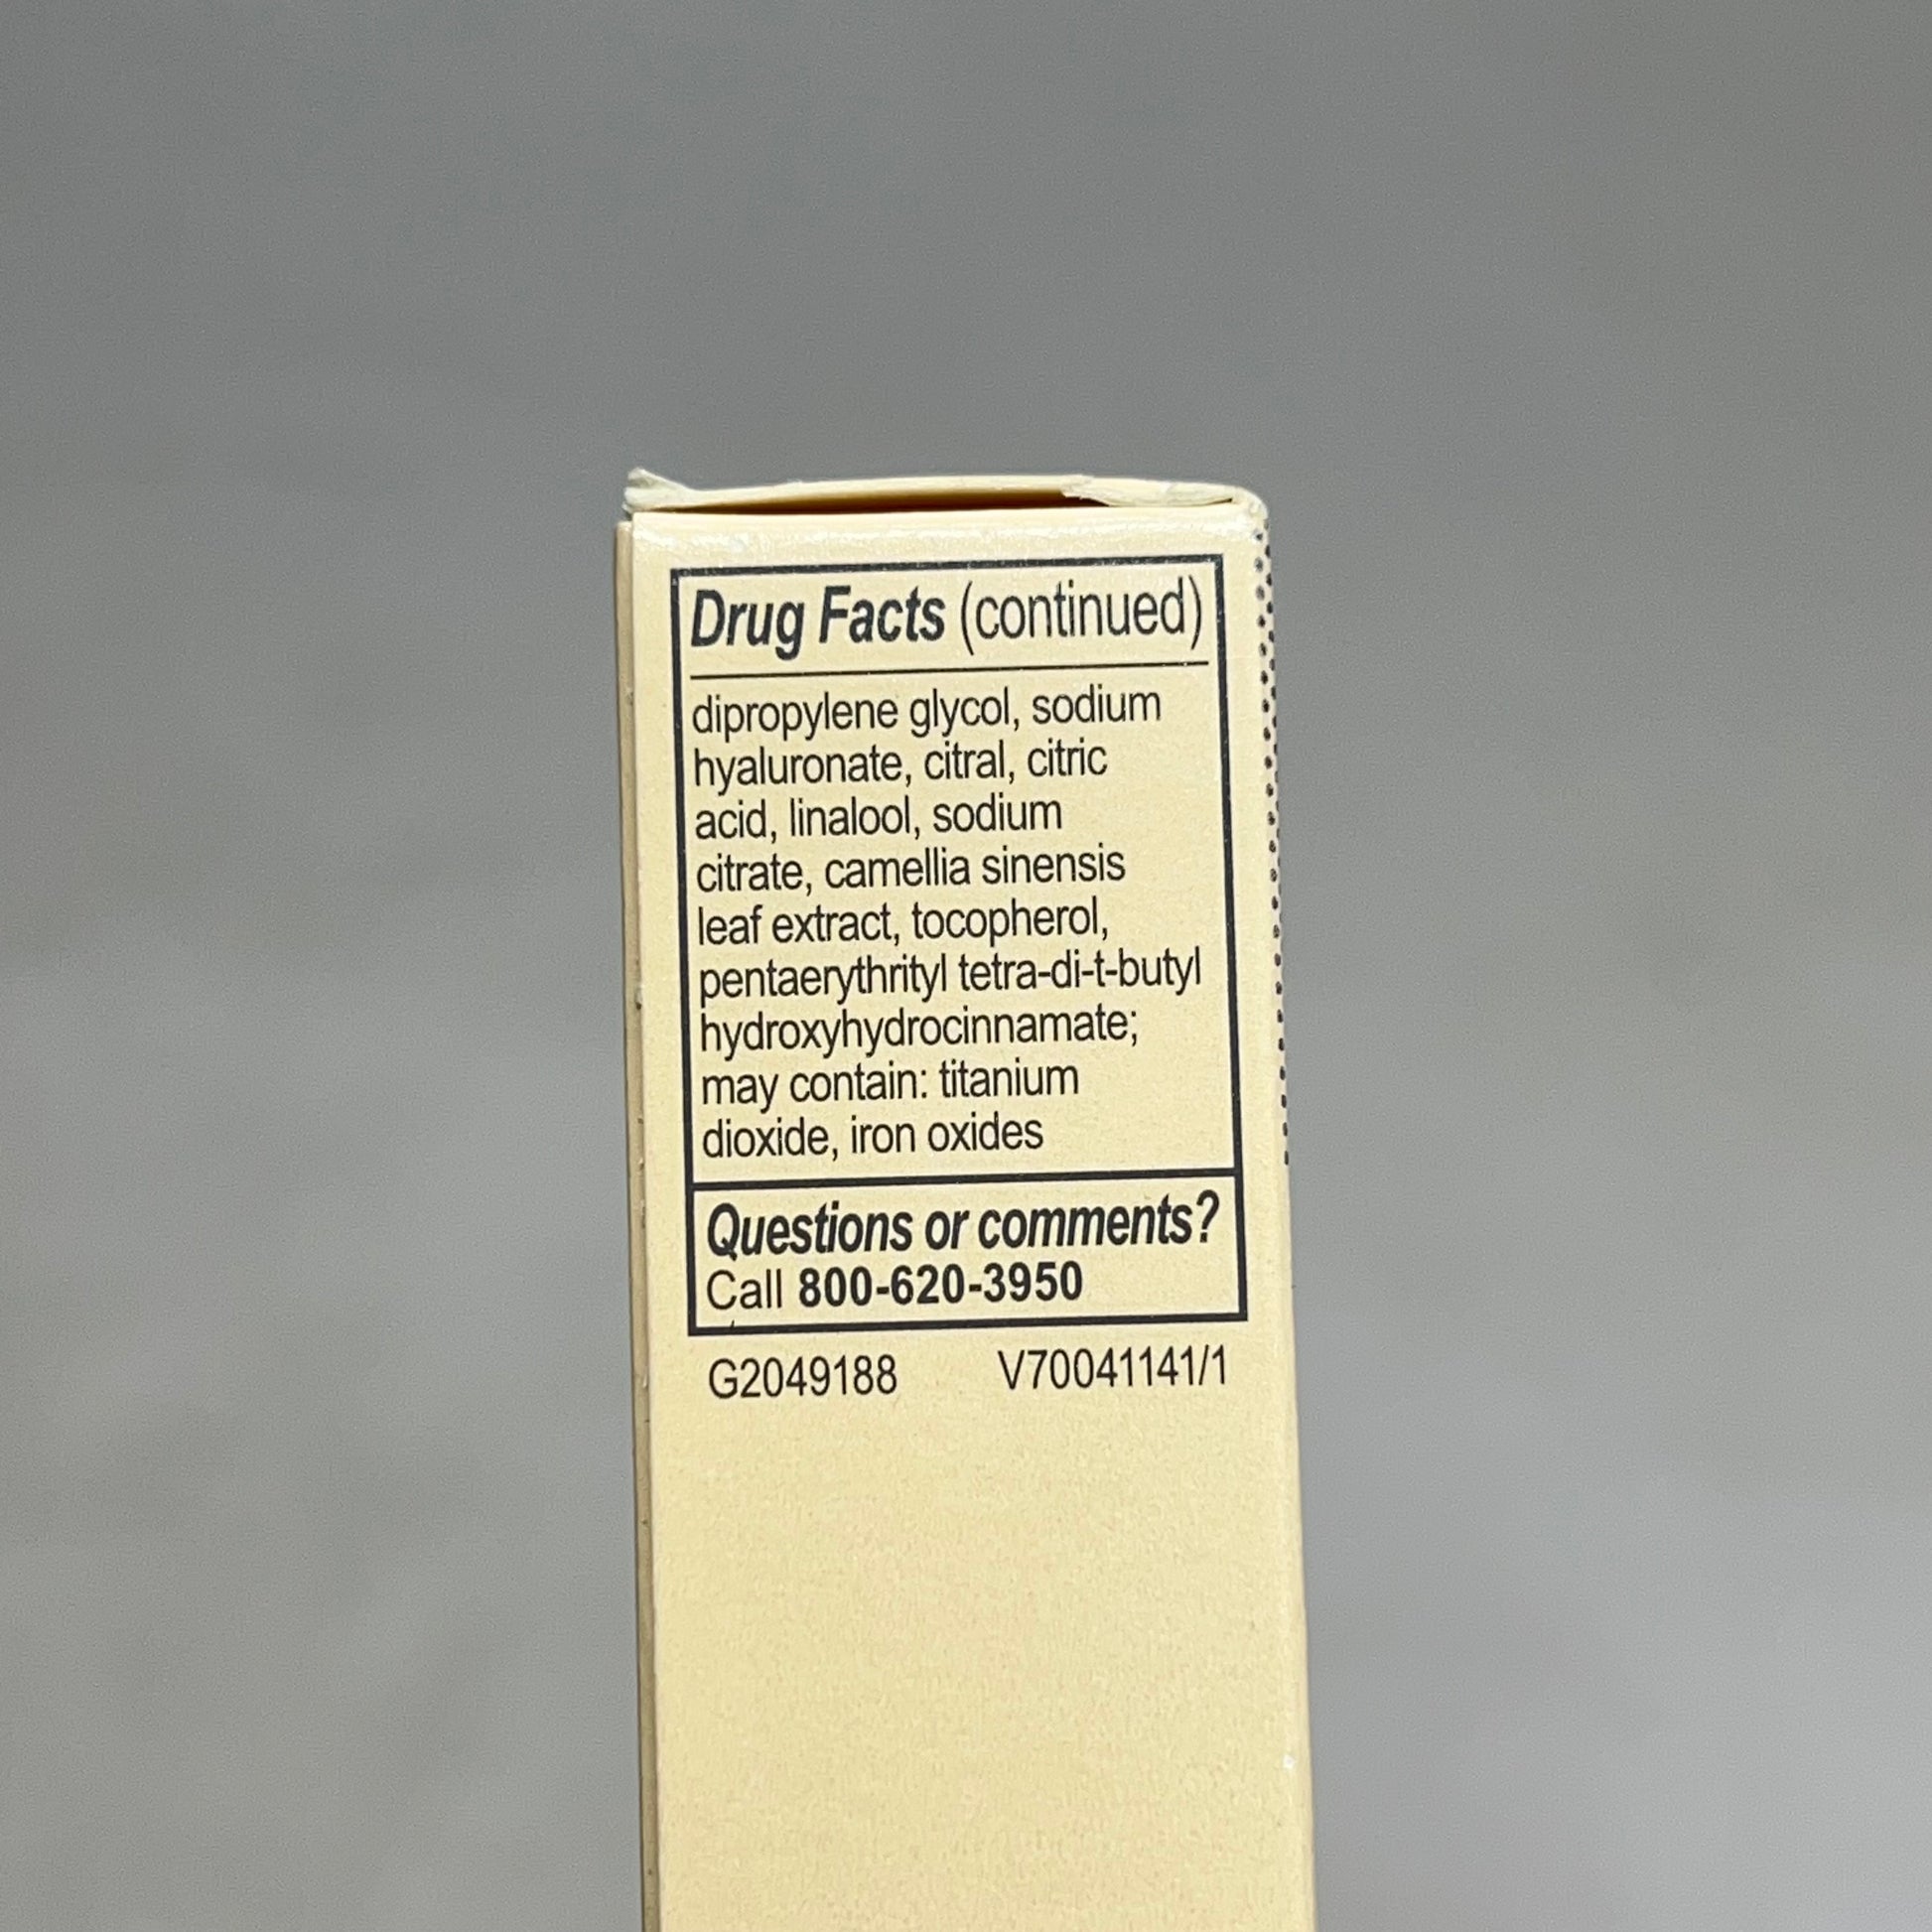 Drug Facts (continued)
dipropylene glycol, sodium
hyaluronate, citral, citric
acid, linalool, sodium
citrate, camellia sinensis
leaf extract, tocopherol,
pentaerythrityl tetra-di-t-butyl
hydroxyhydrocinnamate;
may contain: titanium
dioxide, iron oxides
Questions or comments?
Call 800-620-3950
G2049188 V70041141/1